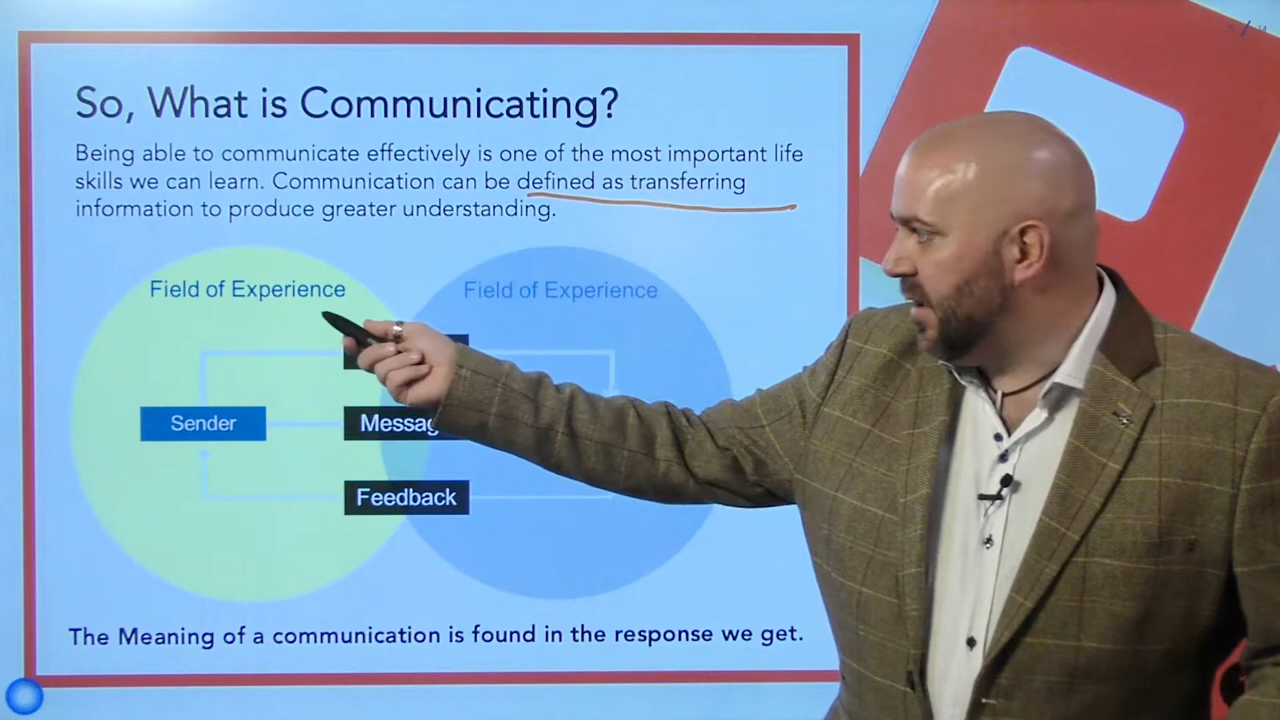 So, What is Communicating?
Being able to communicate effectively is one of the most important life
skills we can learn. Communication can be defined as transferring
information to produce greater understanding.
Field of Experience Field of Experience
Sender
Feedback
The Meaning of a communication is found in the response we get.